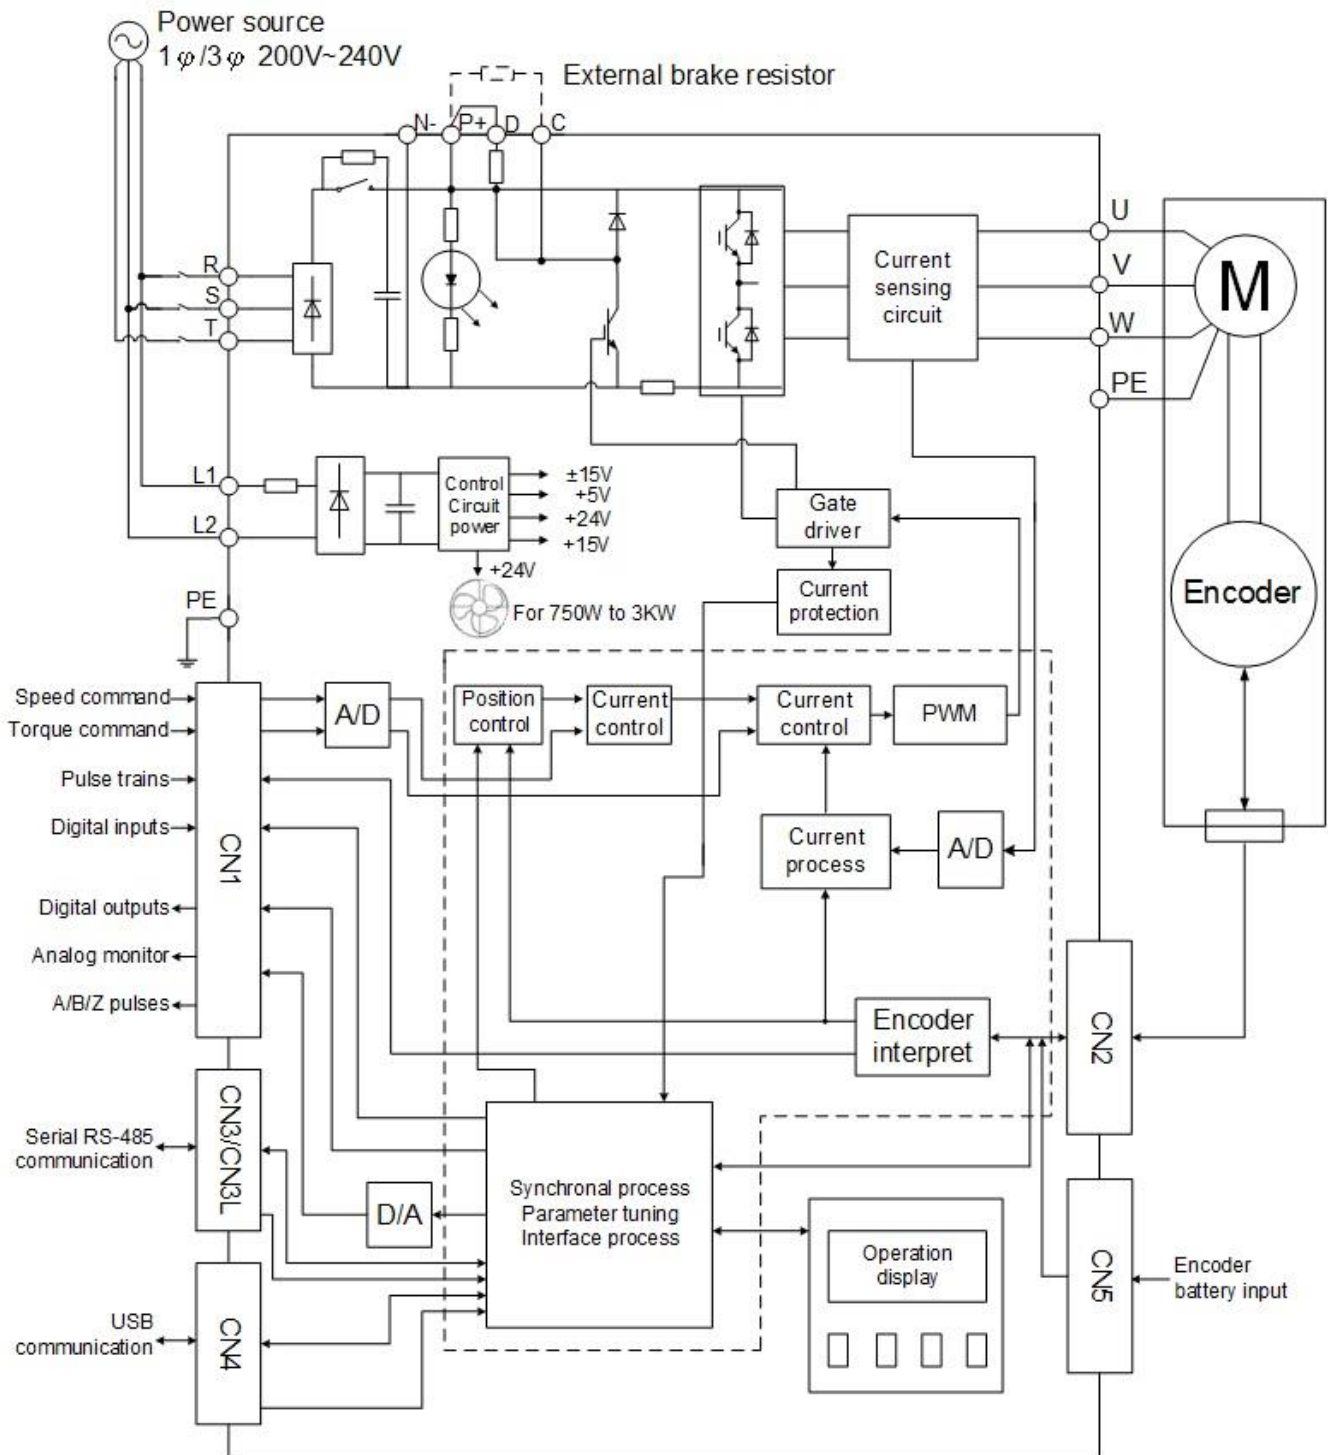 Power source
1φ/3φ 200V~240V
External brake resistor
N-
P+
D
C
R
S
T
U
V
W
PE
M
Current
sensing
circuit
L1
L2
Control
Circuit
power
±15V
+5V
+24V
+15V
+24V
For 750W to 3KW
Gate
driver
Current
protection
Encoder
PE
Speed command
Torque command
Pulse trains
Digital inputs
Digital outputs
Analog monitor
A/B/Z pulses
CN1
A/D
Position
control
Current
control
Current
control
PWM
Current
process
A/D
Encoder
interpret
CN2
Serial RS-485
communication
CN3/CN3L
D/A
Synchronal process
Parameter tuning
Interface process
Operation
display
CN5
Encoder
battery input
USB
communication
CN4